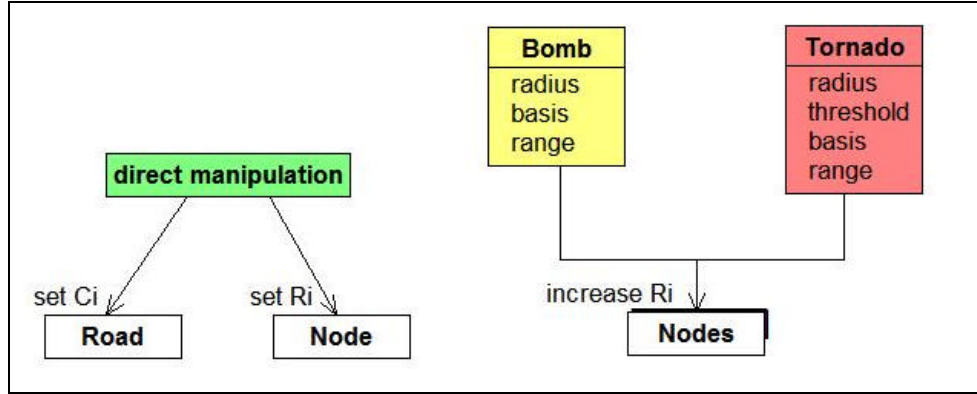 direct manipulation
set Ci
set Ri
Road
Node
Bomb
radius
basis
range
Tornado
radius
threshold
basis
range
increase Ri
Nodes